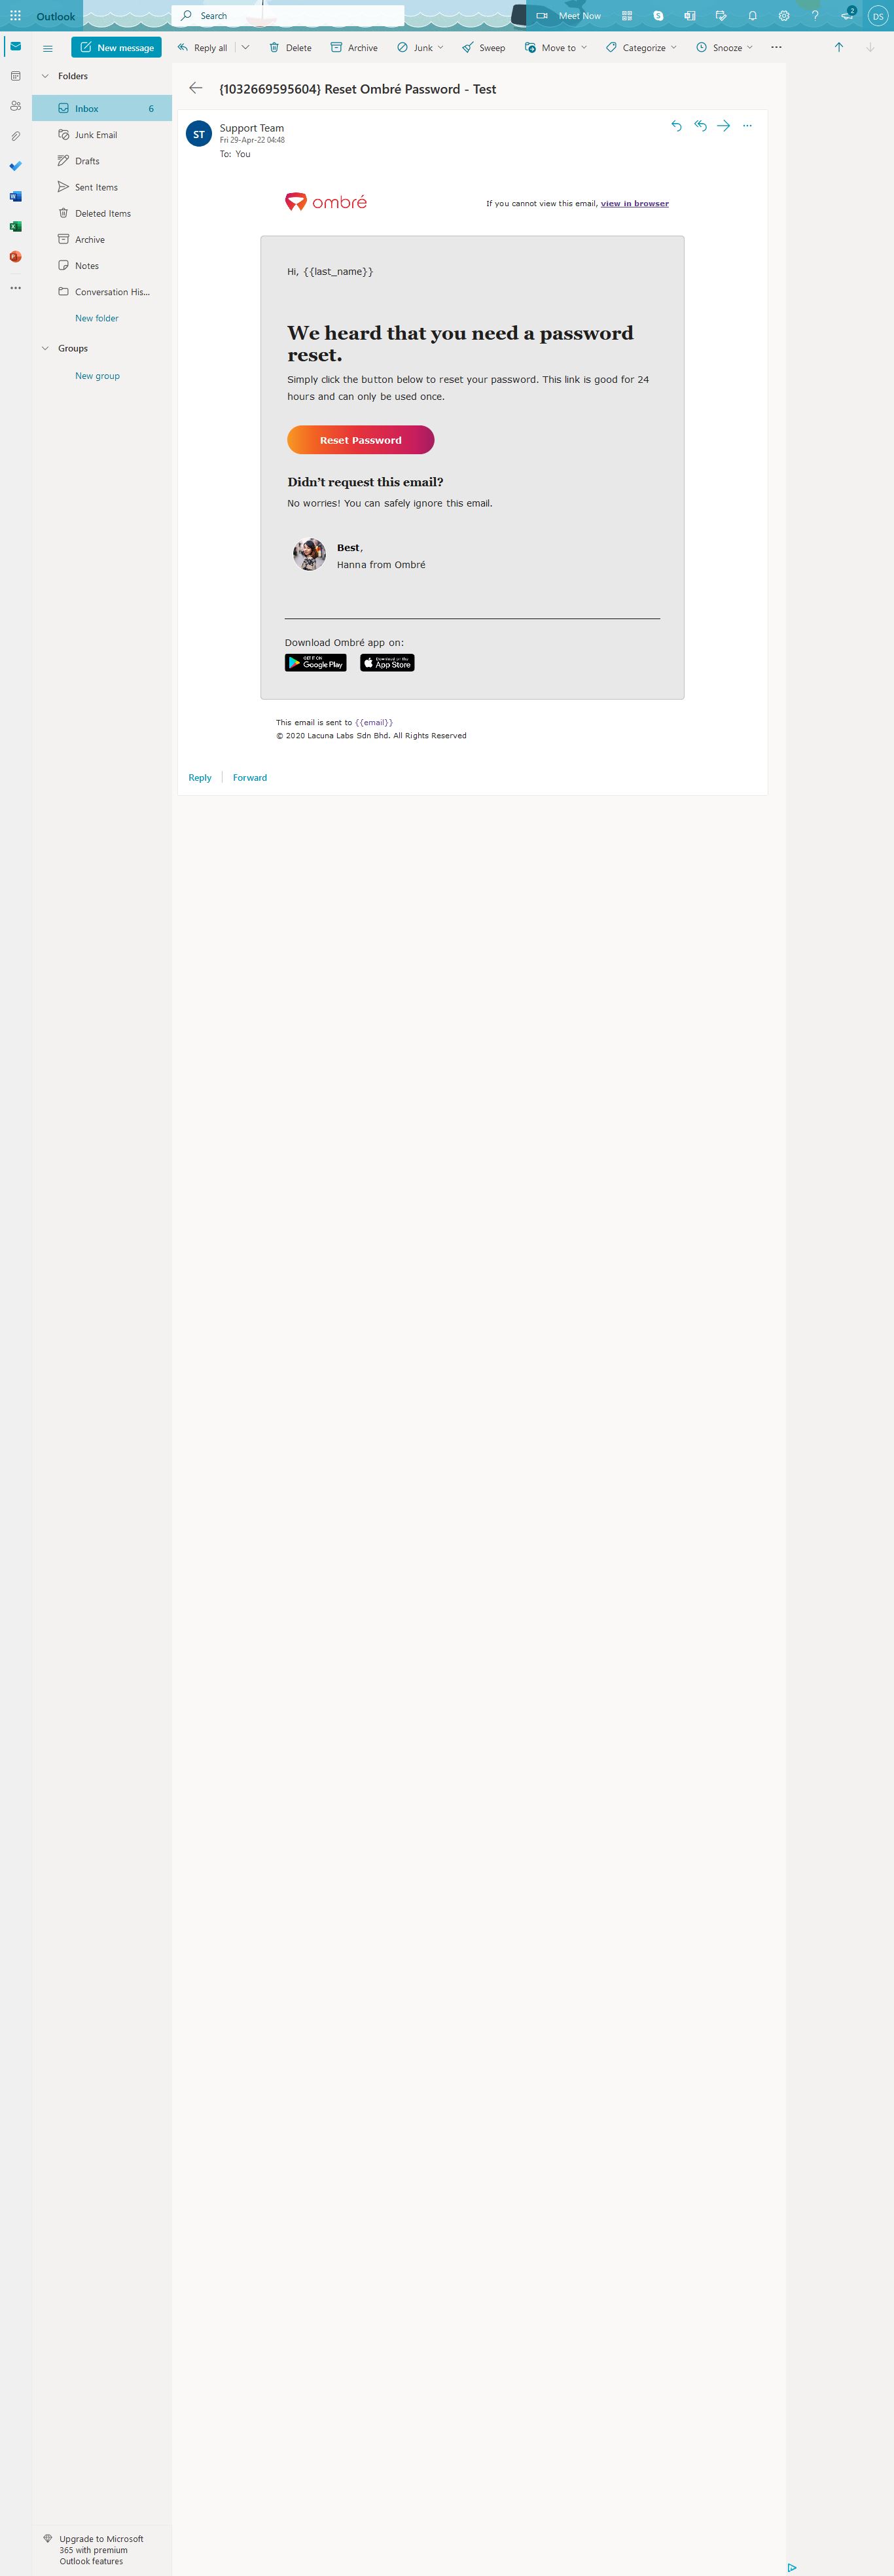 Outlook
Search
Meet Now
2
DS
New message
Reply all
Delete
Archive
Junk
Sweep
Move to
Categorize
Snooze
Folders
Inbox 6
Junk Email
Drafts
Sent Items
Deleted Items
Archive
Notes
Conversation His...
New folder
Groups
New group
{1032669595604} Reset Ombré Password - Test
ST
Support Team
Fri 29-Apr-22 04:48
To: You
ombré
If you cannot view this email, view in browser
Hi, {{last_name}}
We heard that you need a password
reset.
Simply click the button below to reset your password. This link is good for 24
hours and can only be used once.
Reset Password
Didn’t request this email?
No worries! You can safely ignore this email.
Best,
Hanna from Ombré
Download Ombré app on:
GET IT ON
Google Play
Download on the
App Store
This email is sent to {{email}}
© 2020 Lacuna Labs Sdn Bhd. All Rights Reserved
Reply
Forward
Upgrade to Microsoft
365 with premium
Outlook features